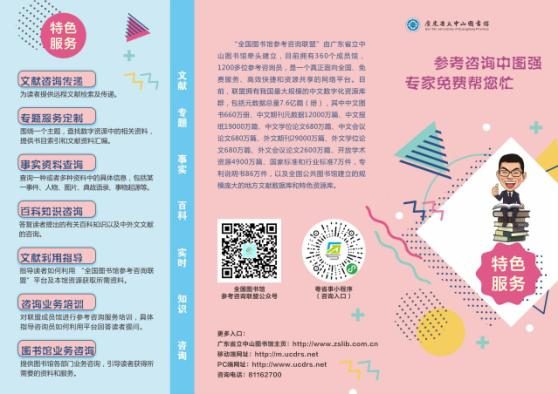 特色
服务
文献咨询传递
为读者提供远程文献检索及传递。
专题服务定制
围绕一个主题，查找数字资源中的相关资料，
提供书目索引和文献资料汇编。
事实资料查询
查询一种或者多种资料中的具体信息，包括某
一事件、人物、图片、典故语录、事物起源等。
百科知识咨询
答复读者提出的有关百科知识以及中外文文献
的咨询。
文献利用指导
指导读者如何利用“全国图书馆参考咨询联
盟”平台及本馆资源获取所需资料。
咨询业务培训
对联盟成员馆进行参考咨询服务培训，具体
指导咨询员如何利用平台回答读者提问。
图书馆业务咨询
提供图书馆各部门业务咨询，引导读者获得所
需要的资料和服务。
文献
专题
事实
百科
实时
知识
咨询
“全国图书馆参考咨询联盟”由广东省立中
山图书馆牵头建立，目前拥有360个成员馆，
1200多位参考咨询员，是一个真正面向全国、免
费服务、高效快捷和资源共享的网络平台。目
前，联盟拥有我国最大规模的中文数字化资源库
群，包括元数据总量7.6亿篇（册），其中中文图
书660万册、中文期刊元数据12000万篇、中文报
纸19000万篇、中文学位论文680万篇、中文会议
论文680万篇、外文期刊29000万篇、外文学位论
文680万篇、外文会议论文2600万篇、开放学术
资源4900万篇、国家标准和行业标准7万件，专
利说明书86万件，以及全国公共图书馆建立的规
模庞大的地方文献数据库和特色资源库。
全国图书馆
参考咨询联盟公众号
粤省事小程序
（咨询入口）
更多入口：
广东省立中山图书馆主页：http://www.zslib.com.cn
移动端网址：http://m.ucdrs.net
PC端网址：http://www.ucdrs.net
咨询电话：81162700
广东省立中山图书馆
参考咨询中图强
专家免费帮您忙
特色
服务